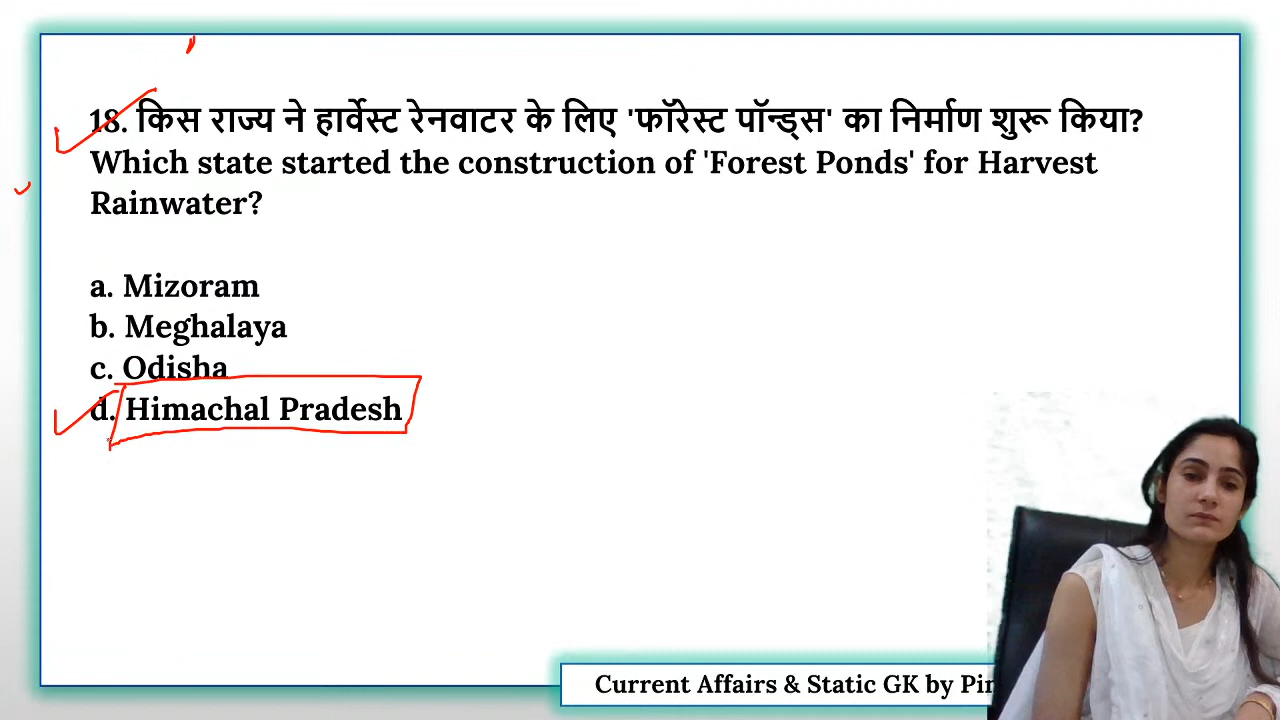 18. किस राज्य ने हार्वेस्ट रेनवाटर के लिए 'फॉरेस्ट पॉन्ड्स' का निर्माण शुरू किया?
Which state started the construction of 'Forest Ponds' for Harvest
Rainwater?
a. Mizoram
b. Meghalaya
c. Odisha
d. Himachal Pradesh
Current Affairs & Static GK by